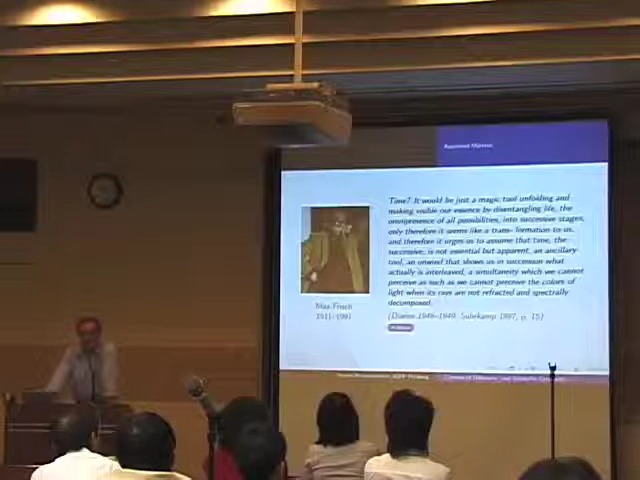 Time? It would be just a magic tool unfolding and
making visible our essence by disentangling life, the
omnipresence of all possibilities, into successive stages,
only therefore it seems like a trans- formation to us,
and therefore it urges us to assume that time, the
successive, is not essential but apparent, an ancillary
tool, an unwind that shows us in succession what
actually is interleaved, a simultaneity which we cannot
perceive as such as we cannot perceive the colors of
light when its rays are not refracted and spectrally
decomposed.
(Diaries 1946–1949, Suhrkamp 1997, p. 15)
Max Frisch
1911–1991